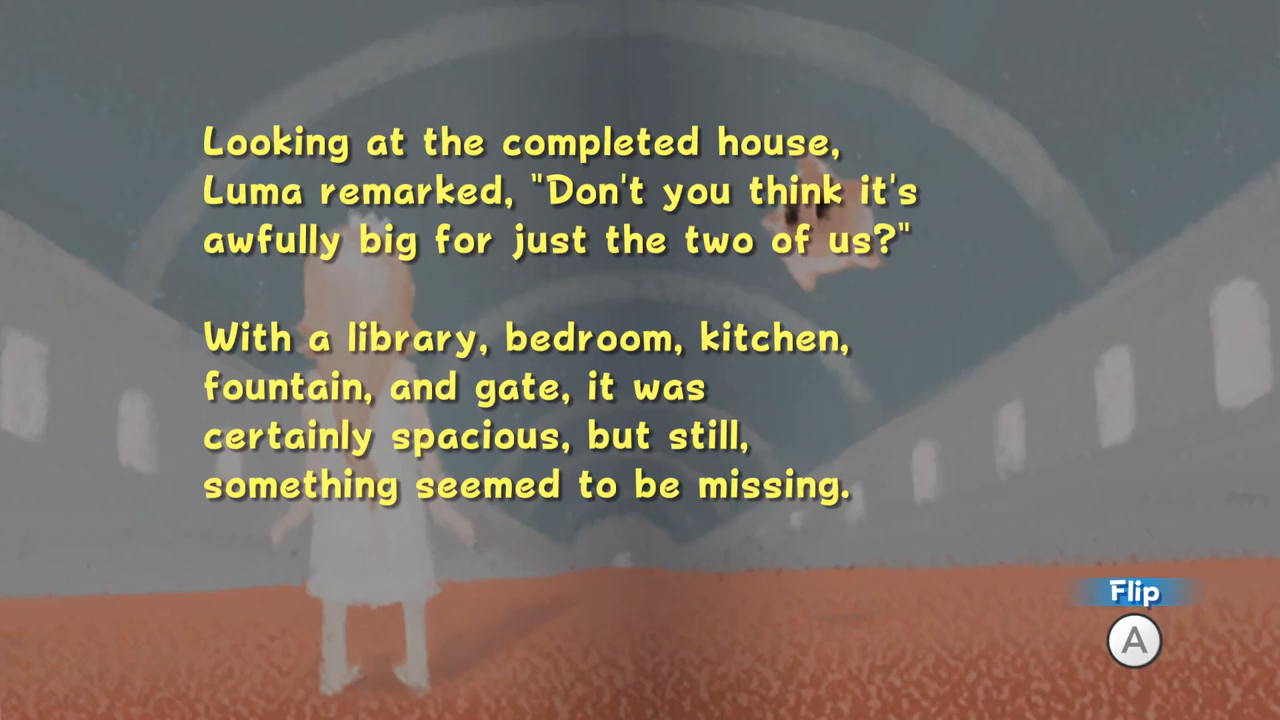 Looking at the completed house,
Luma remarked, "Don't you think it's
awfully big for just the two of us?"
With a library, bedroom, kitchen,
fountain, and gate, it was
certainly spacious, but still,
something seemed to be missing.
Flip
A